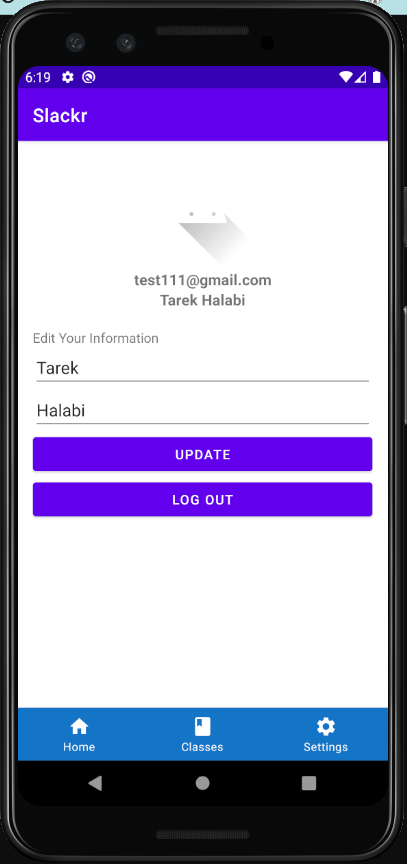 6:19
Slackr
test111@gmail.com
Tarek Halabi
Edit Your Information
Tarek
Halabi
UPDATE
LOG OUT
Home Classes Settings